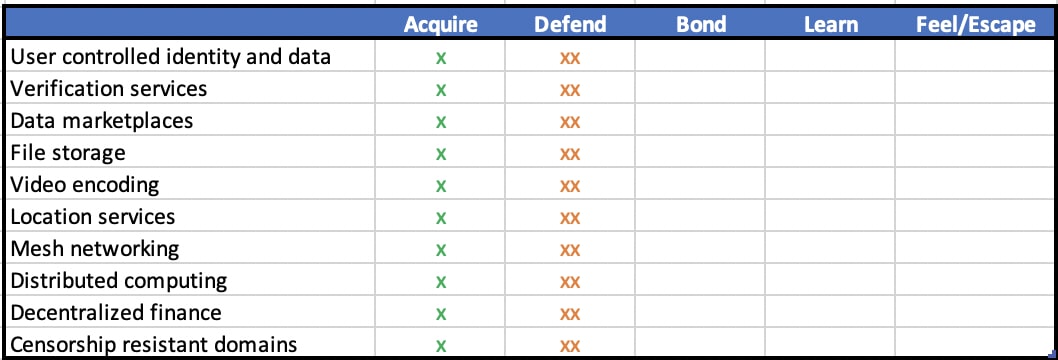 Acquire Defend Bond Learn Feel/Escape
User controlled identity and data x xx
Verification services x xx
Data marketplaces x xx
File storage x xx
Video encoding x xx
Location services x xx
Mesh networking x xx
Distributed computing x xx
Decentralized finance x xx
Censorship resistant domains x xx